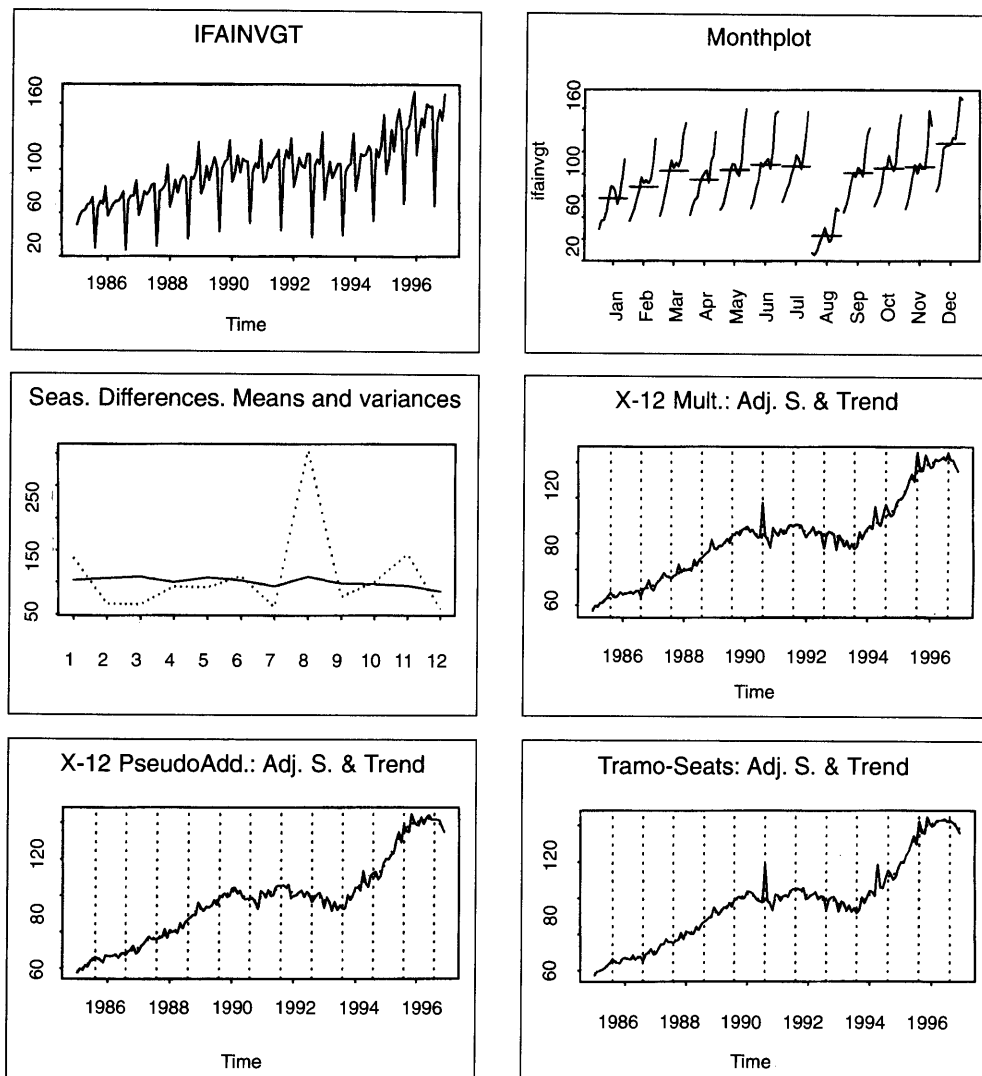 IFAINVGT
160
100
60
20
1986 1988 1990 1992 1994 1996
Time
Monthplot
ifainvgt
160
100
60
20
Jan Feb Mar Apr May Jun Jul Aug Sep Oct Nov Dec
Seas. Differences. Means and variances
250
150
50
1 2 3 4 5 6 7 8 9 10 11 12
X-12 Mult.: Adj. S. & Trend
120
80
60
1986 1988 1990 1992 1994 1996
Time
X-12 PseudoAdd.: Adj. S. & Trend
120
80
60
1986 1988 1990 1992 1994 1996
Time
Tramo-Seats: Adj. S. & Trend
120
80
60
1986 1988 1990 1992 1994 1996
Time